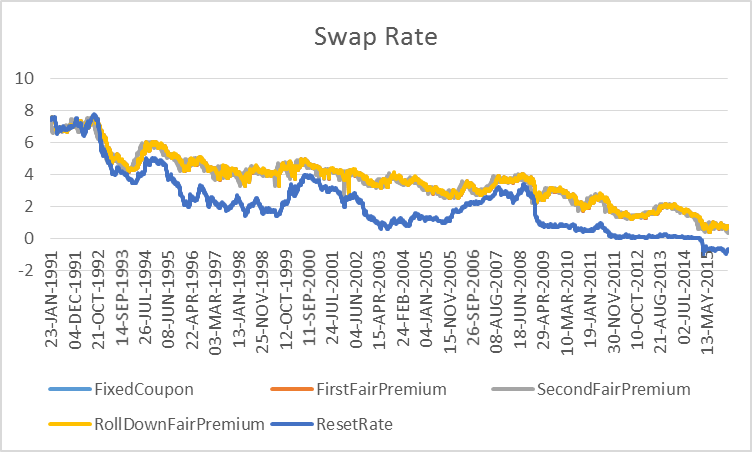 Swap Rate
10
8
6
4
2
0
-2
23-JAN-1991
04-DEC-1991
21-OCT-1992
14-SEP-1993
26-JUL-1994
08-JUN-1995
22-APR-1996
03-MAR-1997
13-JAN-1998
25-NOV-1998
12-OCT-1999
11-SEP-2000
24-JUL-2001
04-JUN-2002
22-APR-2003
24-FEB-2004
04-JAN-2005
15-NOV-2005
26-SEP-2006
08-AUG-2007
18-JUN-2008
29-APR-2009
10-MAR-2010
19-JAN-2011
30-NOV-2011
10-OCT-2012
21-AUG-2013
02-JUL-2014
13-MAY-2015
FixedCoupon FirstFairPremium SecondFairPremium
RollDownFairPremium ResetRate